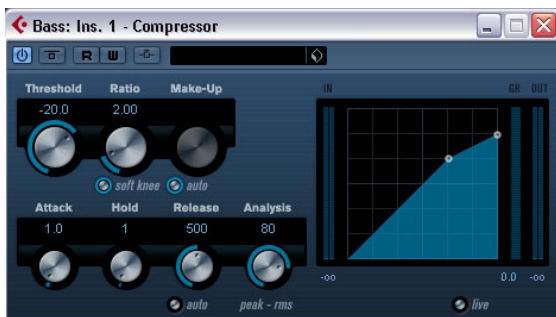 Bass: Ins. 1 - Compressor
R W
Threshold Ratio Make-Up
-20.0 2.00
soft knee auto
Attack Hold Release Analysis
1.0 1 500 80
auto peak - rms
IN GR OUT
-oo 0.0 -oo
live